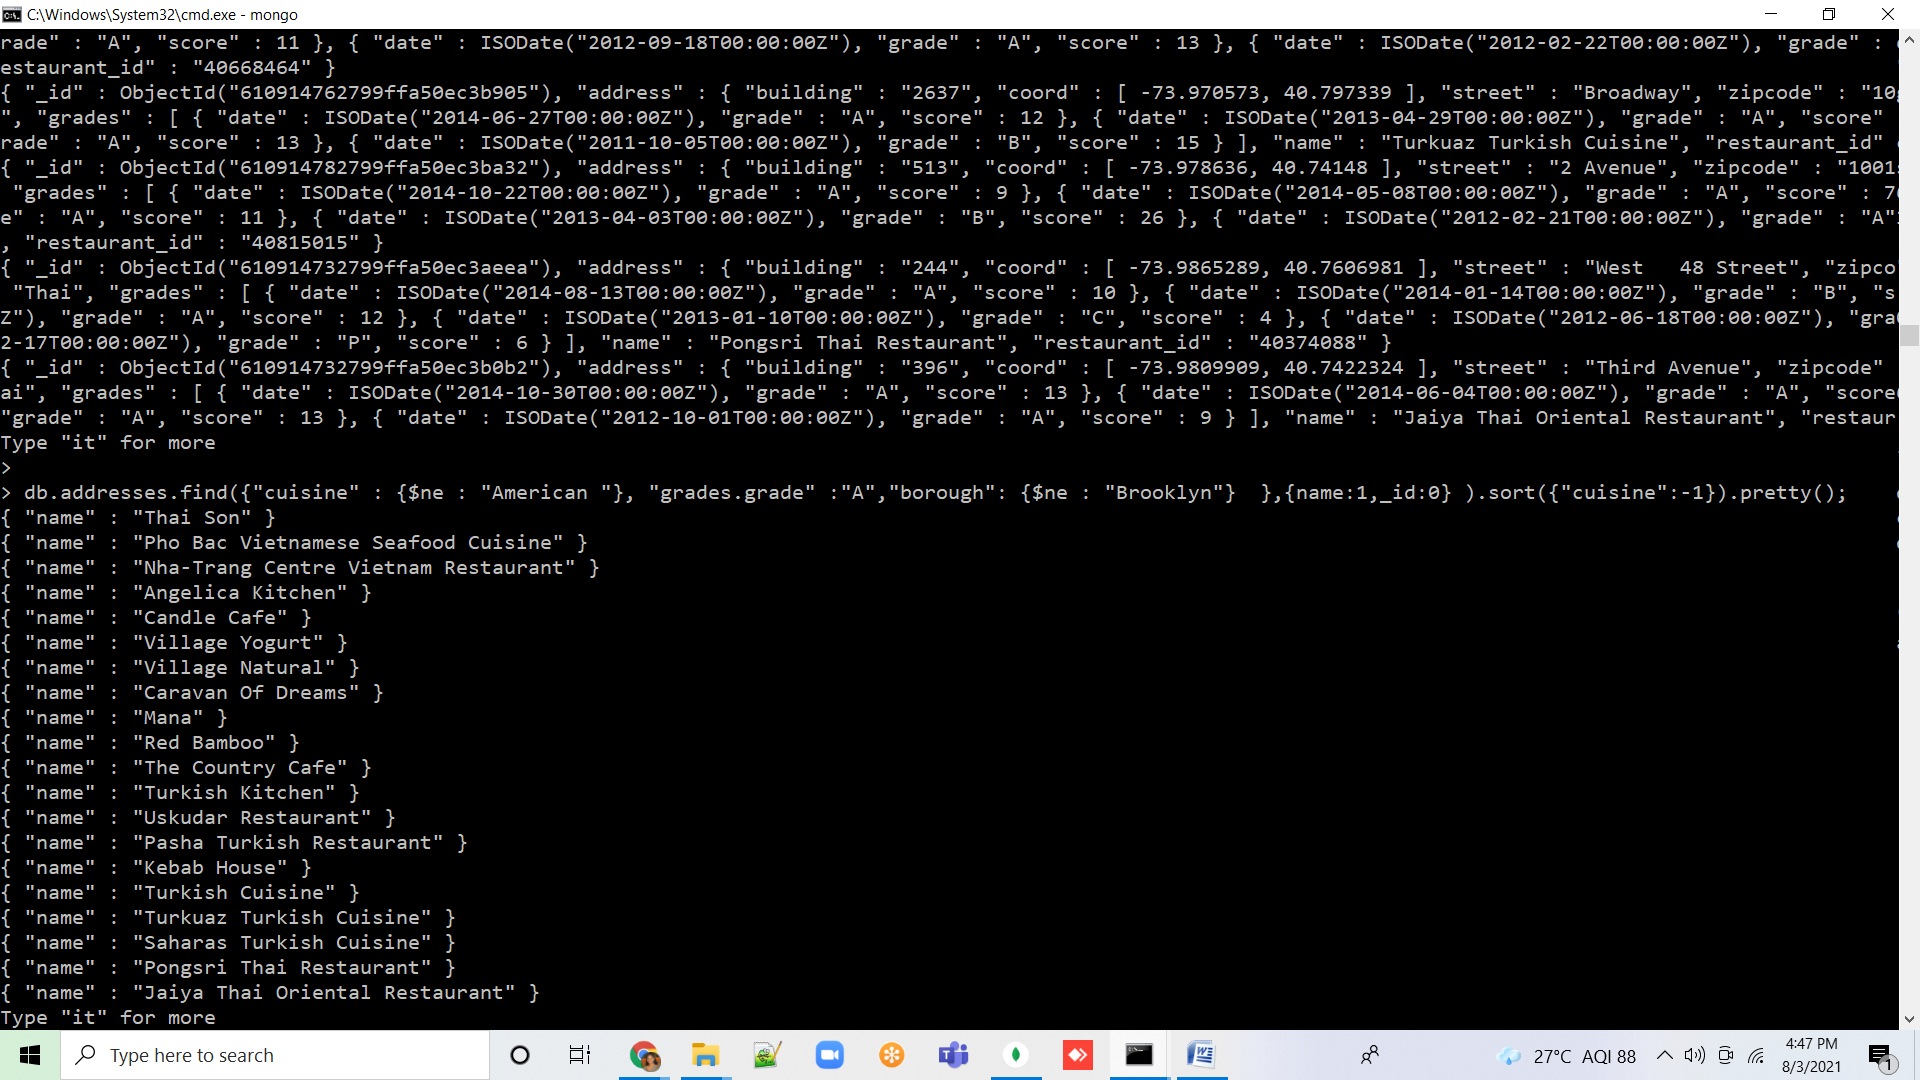 C:\Windows\System32\cmd.exe - mongo
rade" : "A", "score" : 11 }, { "date" : ISODate("2012-09-18T00:00:00Z"), "grade" : "A", "score" : 13 }, { "date" : ISODate("2012-02-22T00:00:00Z"), "grade" :
estaurant_id" : "40668464" }
{ "_id" : ObjectId("610914762799ffa50ec3b905"), "address" : { "building" : "2637", "coord" : [ -73.970573, 40.797339 ], "street" : "Broadway", "zipcode" : "10
", "grades" : [ { "date" : ISODate("2014-06-27T00:00:00Z"), "grade" : "A", "score" : 12 }, { "date" : ISODate("2013-04-29T00:00:00Z"), "grade" : "A", "score"
rade" : "A", "score" : 13 }, { "date" : ISODate("2011-10-05T00:00:00Z"), "grade" : "B", "score" : 15 } ], "name" : "Turkuaz Turkish Cuisine", "restaurant_id"
{ "_id" : ObjectId("610914782799ffa50ec3ba32"), "address" : { "building" : "513", "coord" : [ -73.978636, 40.74148 ], "street" : "2 Avenue", "zipcode" : "1001
"grades" : [ { "date" : ISODate("2014-10-22T00:00:00Z"), "grade" : "A", "score" : 9 }, { "date" : ISODate("2014-05-08T00:00:00Z"), "grade" : "A", "score" : 7
e" : "A", "score" : 11 }, { "date" : ISODate("2013-04-03T00:00:00Z"), "grade" : "B", "score" : 26 }, { "date" : ISODate("2012-02-21T00:00:00Z"), "grade" : "A"
, "restaurant_id" : "40815015" }
{ "_id" : ObjectId("610914732799ffa50ec3aeea"), "address" : { "building" : "244", "coord" : [ -73.9865289, 40.7606981 ], "street" : "West   48 Street", "zipco
"Thai", "grades" : [ { "date" : ISODate("2014-08-13T00:00:00Z"), "grade" : "A", "score" : 10 }, { "date" : ISODate("2014-01-14T00:00:00Z"), "grade" : "B", "s
Z"), "grade" : "A", "score" : 12 }, { "date" : ISODate("2013-01-10T00:00:00Z"), "grade" : "C", "score" : 4 }, { "date" : ISODate("2012-06-18T00:00:00Z"), "gra
2-17T00:00:00Z"), "grade" : "P", "score" : 6 } ], "name" : "Pongsri Thai Restaurant", "restaurant_id" : "40374088" }
{ "_id" : ObjectId("610914732799ffa50ec3b0b2"), "address" : { "building" : "396", "coord" : [ -73.9809909, 40.7422324 ], "street" : "Third Avenue", "zipcode"
ai", "grades" : [ { "date" : ISODate("2014-10-30T00:00:00Z"), "grade" : "A", "score" : 13 }, { "date" : ISODate("2014-06-04T00:00:00Z"), "grade" : "A", "score
"grade" : "A", "score" : 13 }, { "date" : ISODate("2012-10-01T00:00:00Z"), "grade" : "A", "score" : 9 } ], "name" : "Jaiya Thai Oriental Restaurant", "restaur
Type "it" for more
>
> db.addresses.find({"cuisine" : {$ne : "American "}, "grades.grade" :"A","borough": {$ne : "Brooklyn"}  },{name:1,_id:0} ).sort({"cuisine":-1}).pretty();
{ "name" : "Thai Son" }
{ "name" : "Pho Bac Vietnamese Seafood Cuisine" }
{ "name" : "Nha-Trang Centre Vietnam Restaurant" }
{ "name" : "Angelica Kitchen" }
{ "name" : "Candle Cafe" }
{ "name" : "Village Yogurt" }
{ "name" : "Village Natural" }
{ "name" : "Caravan Of Dreams" }
{ "name" : "Mana" }
{ "name" : "Red Bamboo" }
{ "name" : "The Country Cafe" }
{ "name" : "Turkish Kitchen" }
{ "name" : "Uskudar Restaurant" }
{ "name" : "Pasha Turkish Restaurant" }
{ "name" : "Kebab House" }
{ "name" : "Turkish Cuisine" }
{ "name" : "Turkuaz Turkish Cuisine" }
{ "name" : "Saharas Turkish Cuisine" }
{ "name" : "Pongsri Thai Restaurant" }
{ "name" : "Jaiya Thai Oriental Restaurant" }
Type "it" for more
Type here to search
27°C AQI 88
4:47 PM
8/3/2021
1